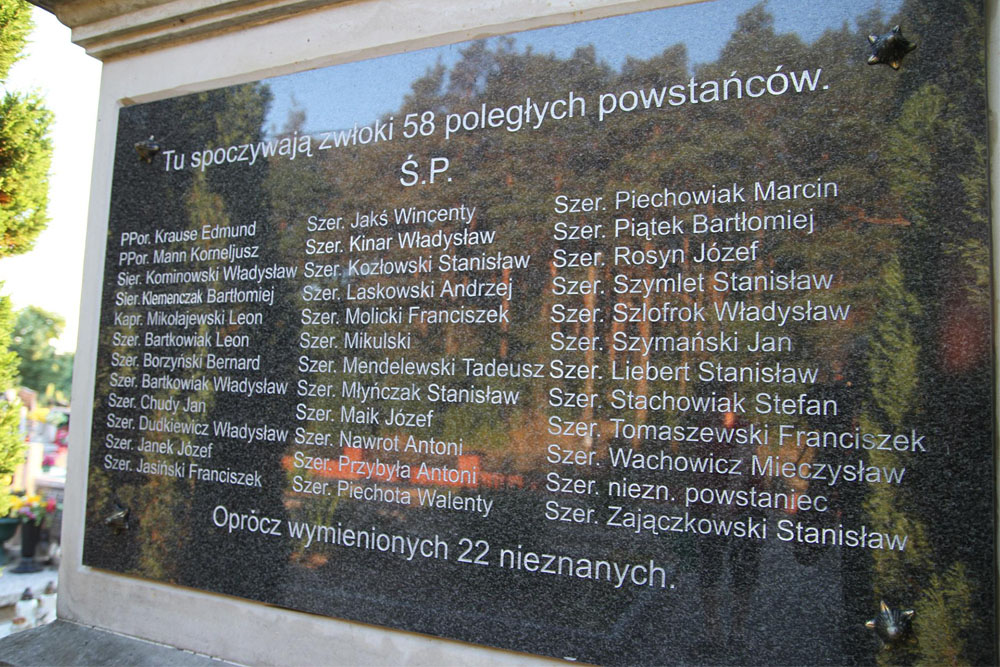 Tu spoczywają zwłoki 58 poległych powstańców.
Ś.P.
PPor. Krause Edmund
PPor. Mann Korneljusz
Sier. Kominowski Władysław
Sier. Klemenczak Bartłomiej
Kapr. Mikołajewski Leon
Szer. Bartkowiak Leon
Szer. Borzyński Bernard
Szer. Bartkowiak Władysław
Szer. Chudy Jan
Szer. Dudkiewicz Władysław
Szer. Janek Józef
Szer. Jasiński Franciszek
Szer. Jakś Wincenty
Szer. Kinar Władysław
Szer. Kozłowski Stanisław
Szer. Laskowski Andrzej
Szer. Molicki Franciszek
Szer. Mikulski
Szer. Mendelewski Tadeusz
Szer. Młyńczak Stanisław
Szer. Maik Józef
Szer. Nawrot Antoni
Szer. Przybyła Antoni
Szer. Piechota Walenty
Szer. Piechowiak Marcin
Szer. Piątek Bartłomiej
Szer. Rosyn Józef
Szer. Szymlet Stanisław
Szer. Szlofrok Władysław
Szer. Szymański Jan
Szer. Liebert Stanisław
Szer. Stachowiak Stefan
Szer. Tomaszewski Franciszek
Szer. Wachowicz Mieczysław
Szer. niezn. powstaniec
Szer. Zajączkowski Stanisław
Oprócz wymienionych 22 nieznanych.